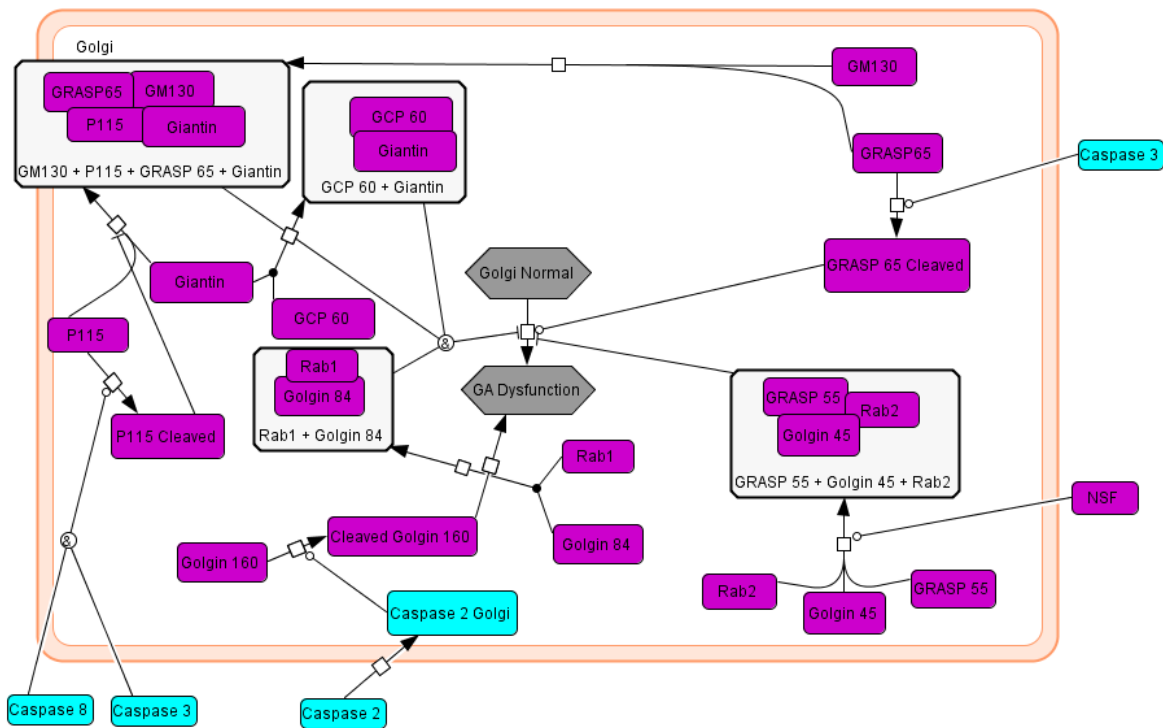 Golgi
GRASP65
GM130
P115
Giantin
GM130 + P115 + GRASP 65 + Giantin
GCP 60
Giantin
GCP 60 + Giantin
GM130
GRASP65
Caspase 3
GRASP 65 Cleaved
Golgi Normal
Giantin
GCP 60
P115
P115 Cleaved
&
Rab1
Golgin 84
Rab1 + Golgin 84
GA Dysfunction
GRASP 55
Rab2
Golgin 45
GRASP 55 + Golgin 45 + Rab2
Rab1
Golgin 84
NSF
Cleaved Golgin 160
Golgin 160
&
Rab2
Golgin 45
GRASP 55
Caspase 2 Golgi
Caspase 8
Caspase 3
Caspase 2